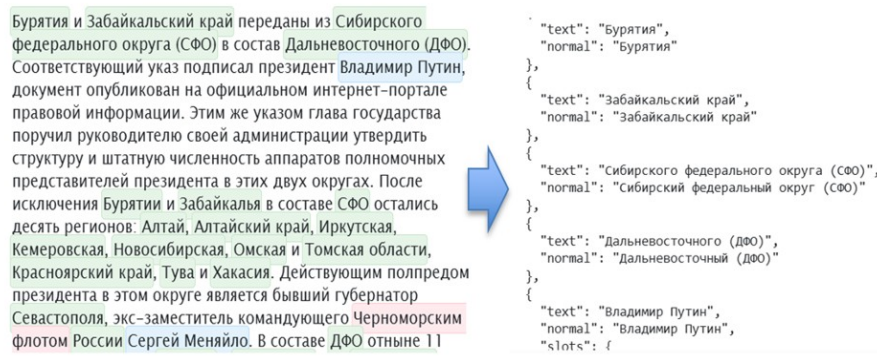 Бурятия и Забайкальский край переданы из Сибирского
федерального округа (СФО) в состав Дальневосточного (ДФО).
Соответствующий указ подписал президент Владимир Путин,
документ опубликован на официальном интернет-портале
правовой информации. Этим же указом глава государства
поручил руководителю своей администрации утвердить
структуру и штатную численность аппаратов полномочных
представителей президента в этих двух округах. После
исключения Бурятии и Забайкалья в составе СФО остались
десять регионов: Алтай, Алтайский край, Иркутская,
Кемеровская, Новосибирская, Омская и Томская области,
Красноярский край, Тува и Хакасия. Действующим полпредом
президента в этом округе является бывший губернатор
Севастополя, экс-заместитель командующего Черноморским
флотом России Сергей Меняйло. В составе ДФО отныне 11
"text": "Бурятия",
"normal": "Бурятия"
},
{
"text": "Забайкальский край",
"normal": "Забайкальский край"
},
{
"text": "Сибирского федерального округа (СФО)",
"normal": "Сибирский федеральный округ (СФО)"
},
{
"text": "Дальневосточного (ДФО)",
"normal": "Дальневосточный (ДФО)"
},
{
"text": "Владимир Путин",
"normal": "Владимир Путин",
"slots": {